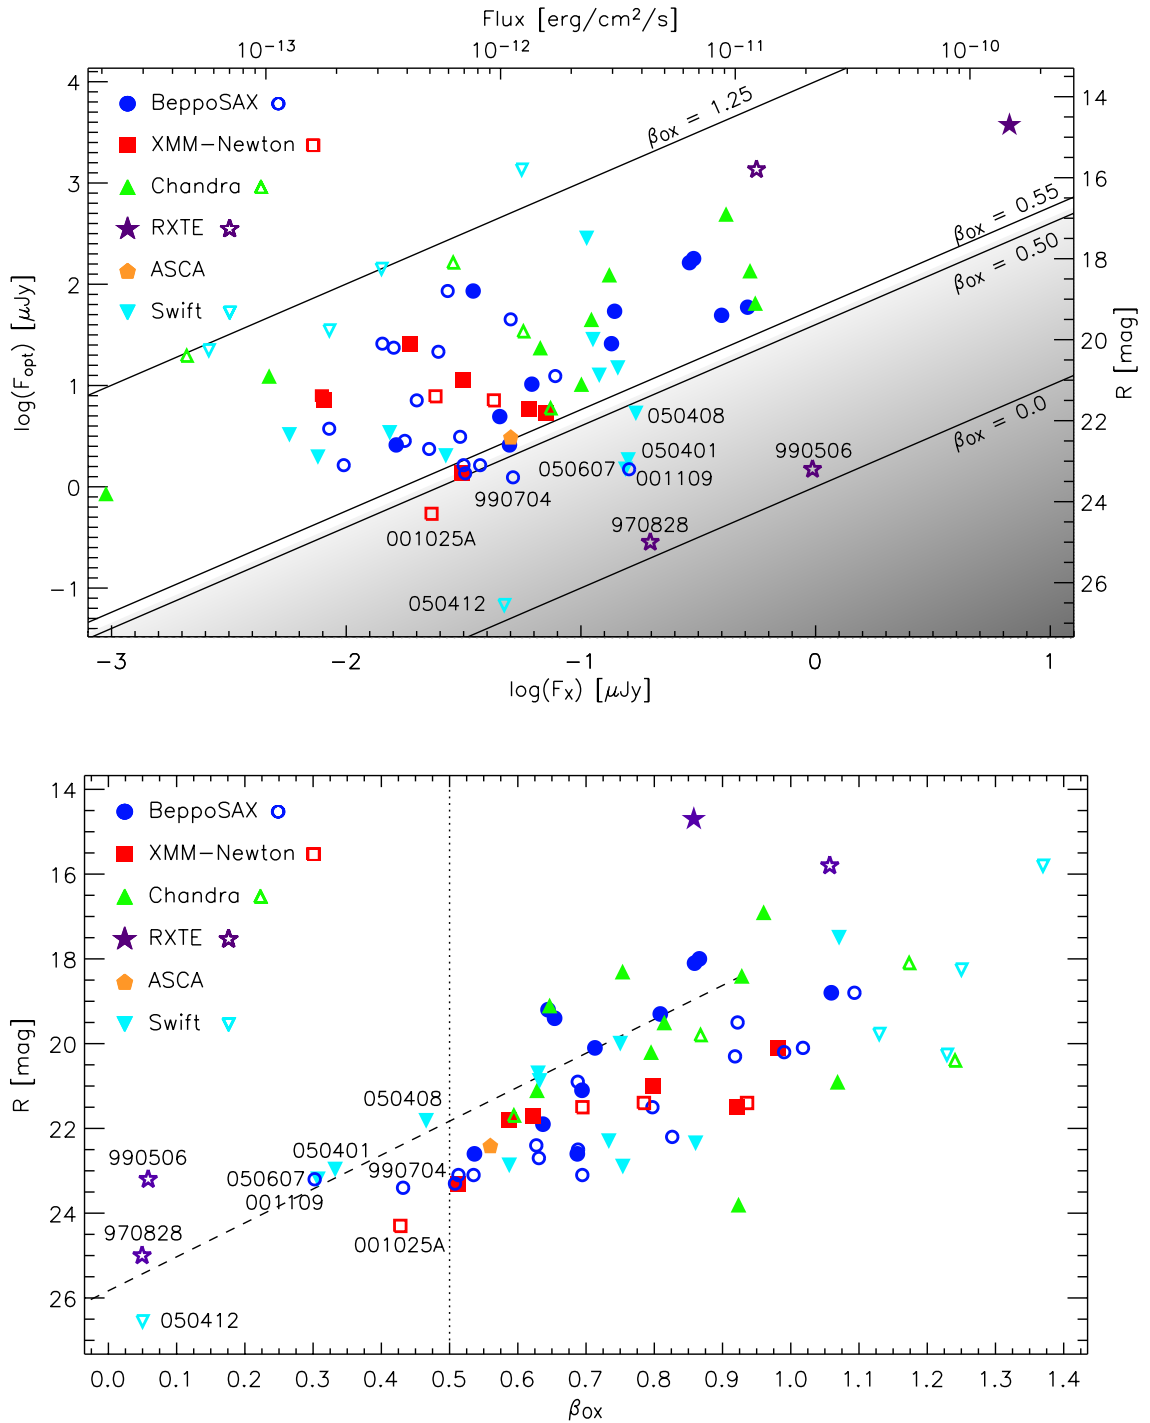 Flux [erg/cm²/s]
10⁻¹³ 10⁻¹² 10⁻¹¹ 10⁻¹⁰
4 3 2 1 0 −1
log(Fopt) [μJy]
14 16 18 20 22 24 26
R [mag]
BeppoSAX
XMM−Newton
Chandra
RXTE
ASCA
Swift
βOX = 1.25
βOX = 0.55
βOX = 0.50
βOX = 0.0
050408
050401
990506
050607
001109
990704
970828
001025A
050412
−3 −2 −1 0 1
log(FX) [μJy]
14 16 18 20 22 24 26
R [mag]
BeppoSAX
XMM−Newton
Chandra
RXTE
ASCA
Swift
050408
050401
990506
990704
050607
001109
970828
001025A
050412
0.0 0.1 0.2 0.3 0.4 0.5 0.6 0.7 0.8 0.9 1.0 1.1 1.2 1.3 1.4
βOX